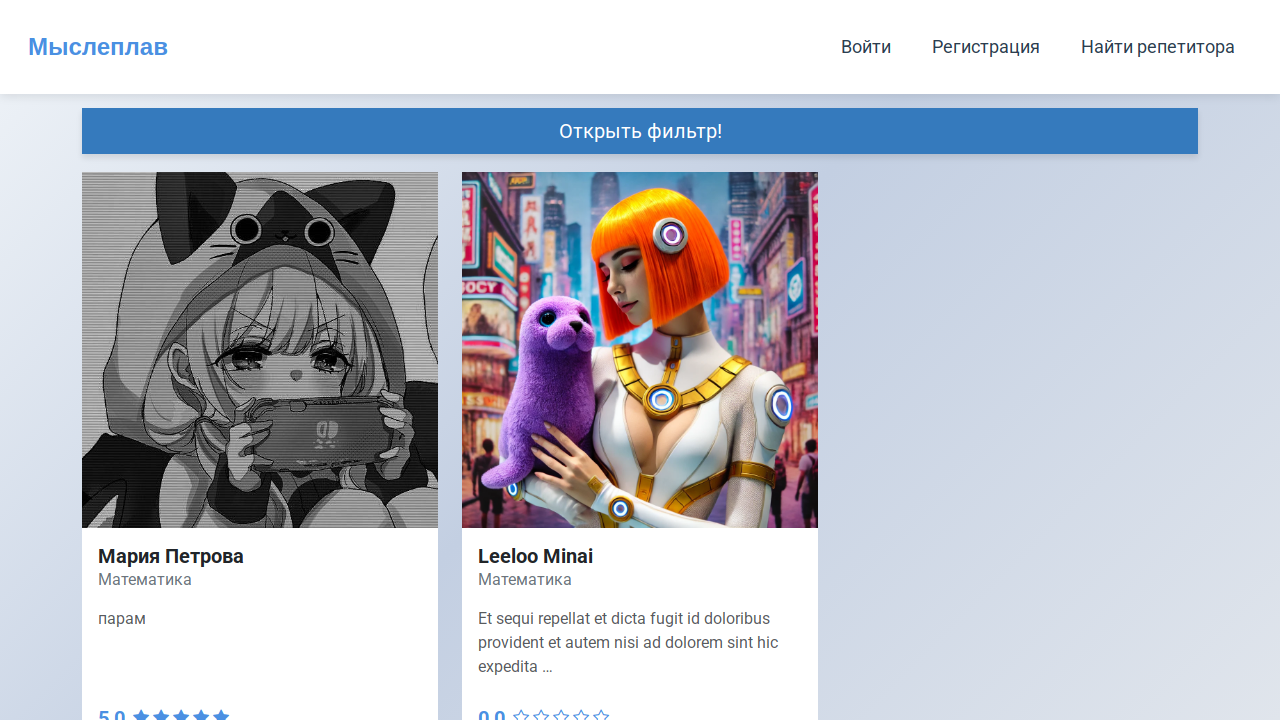 Мыслеплав
Войти
Регистрация
Найти репетитора
Открыть фильтр!
Мария Петрова
Математика
парам
5.0
Leeloo Minai
Математика
Et sequi repellat et dicta fugit id doloribus
provident et autem nisi ad dolorem sint hic
expedita ...
0.0